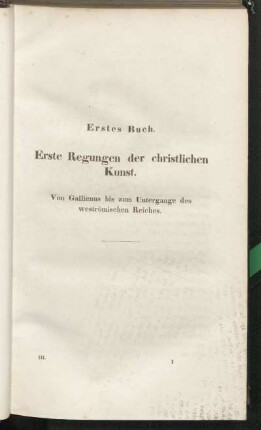 Erstes Buch.
Erste Regungen der christlichen
Kunst.
Von Gallienus bis zum Untergange des
weströmischen Reiches.
III. 1